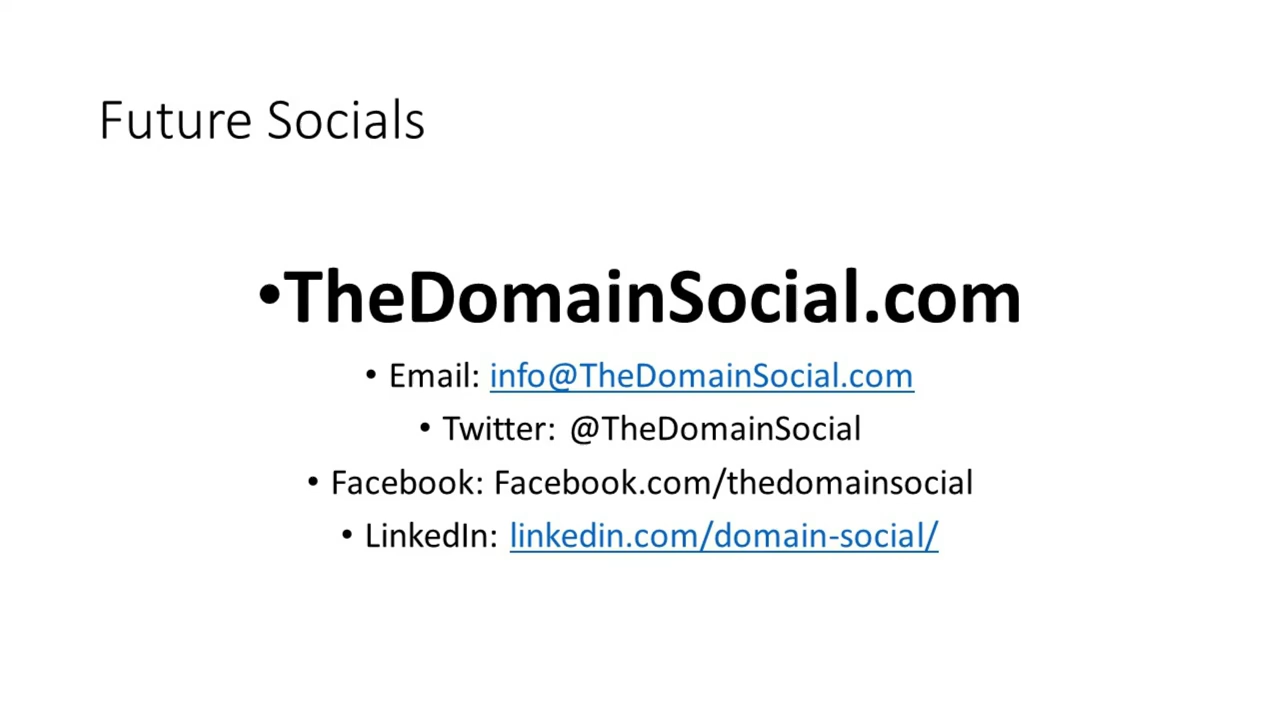 Future Socials
•TheDomainSocial.com
• Email: info@TheDomainSocial.com
• Twitter: @TheDomainSocial
• Facebook: Facebook.com/thedomainsocial
• LinkedIn: linkedin.com/domain-social/